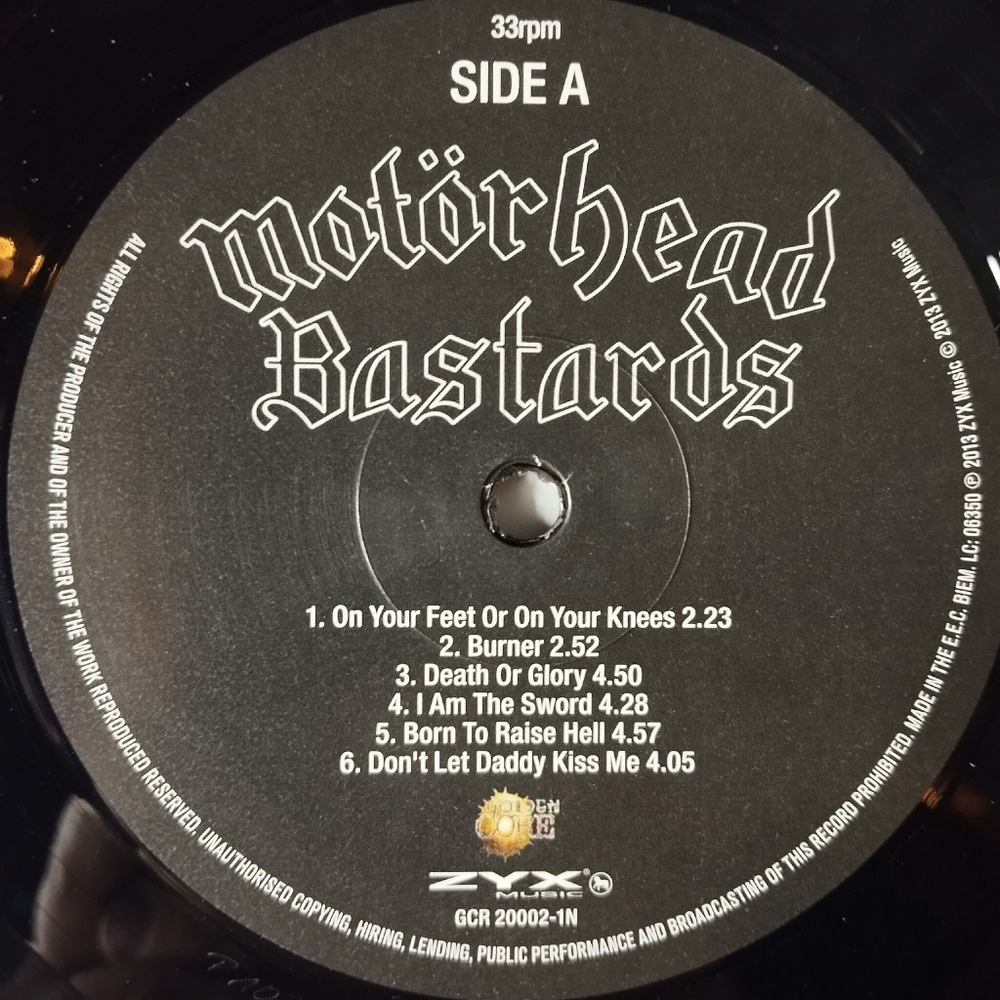 33rpm
SIDE A
motörhead
Bastards
1. On Your Feet Or On Your Knees 2.23
2. Burner 2.52
3. Death Or Glory 4.50
4. I Am The Sword 4.28
5. Born To Raise Hell 4.57
6. Don't Let Daddy Kiss Me 4.05
GOLDEN
CORE
ZYX
MUSIC
GCR 20002-1N
ALL RIGHTS OF THE PRODUCER AND OF THE OWNER OF THE WORK REPRODUCED RESERVED. UNAUTHORISED COPYING, HIRING, LENDING, PUBLIC PERFORMANCE AND BROADCASTING OF THIS RECORD PROHIBITED. MADE IN THE E.E.C. BIEM. LC: 06350 ℗ 2013 ZYX Music © 2013 ZYX Music